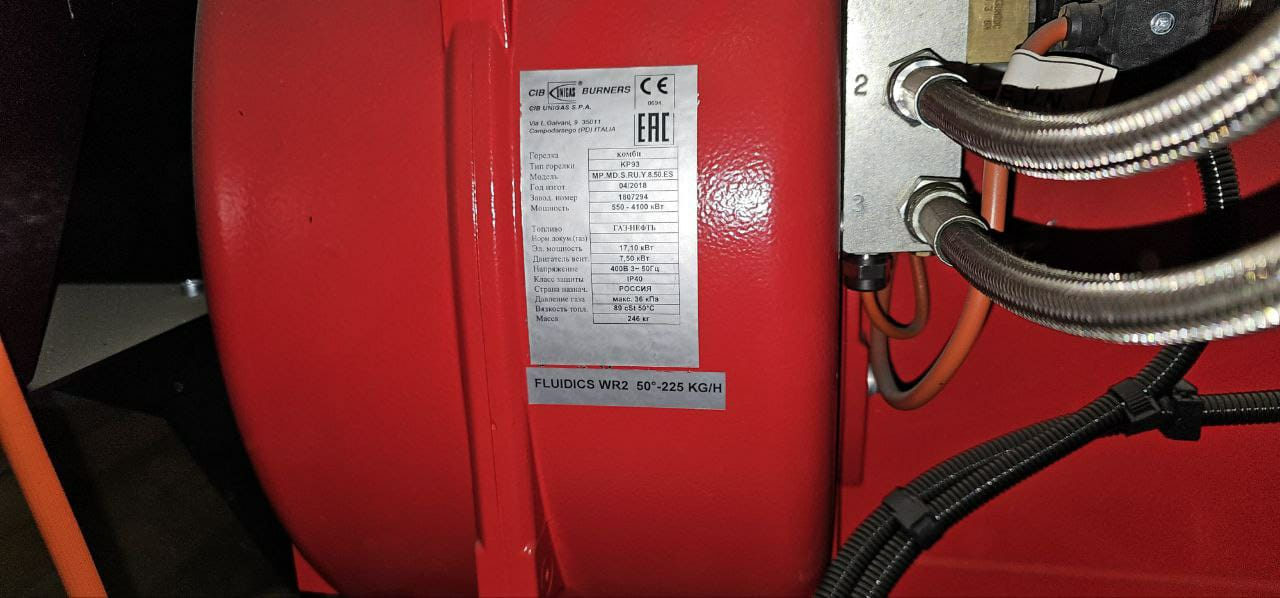 CIB UNIGAS ® BURNERS
CIB UNIGAS S.P.A.
CE
0694
Via L.Galvani, 9 35011
Campodarsego (PD) ITALIA
EAC
Горелка комби
Тип горелки KP93
Модель MP.MD.S.RU.Y.8.50.ES
Год изгот 04/2018
Завод. номер 1807294
Мощность 550 - 4100 кВт
Топливо ГАЗ-НЕФТЬ
Норм докум.(газ)
Эл. мощность 17,10 кВт
Двигатель вент. 7,50 кВт
Напряжение 400В 3~ 50Гц
Класс защиты IP40
Страна назнач. РОССИЯ
Давление газа макс. 36 кПа
Вязкость топл. 89 cSt 50°C
Масса 246 кг
FLUIDICS WR2 50°-225 KG/H
2
3